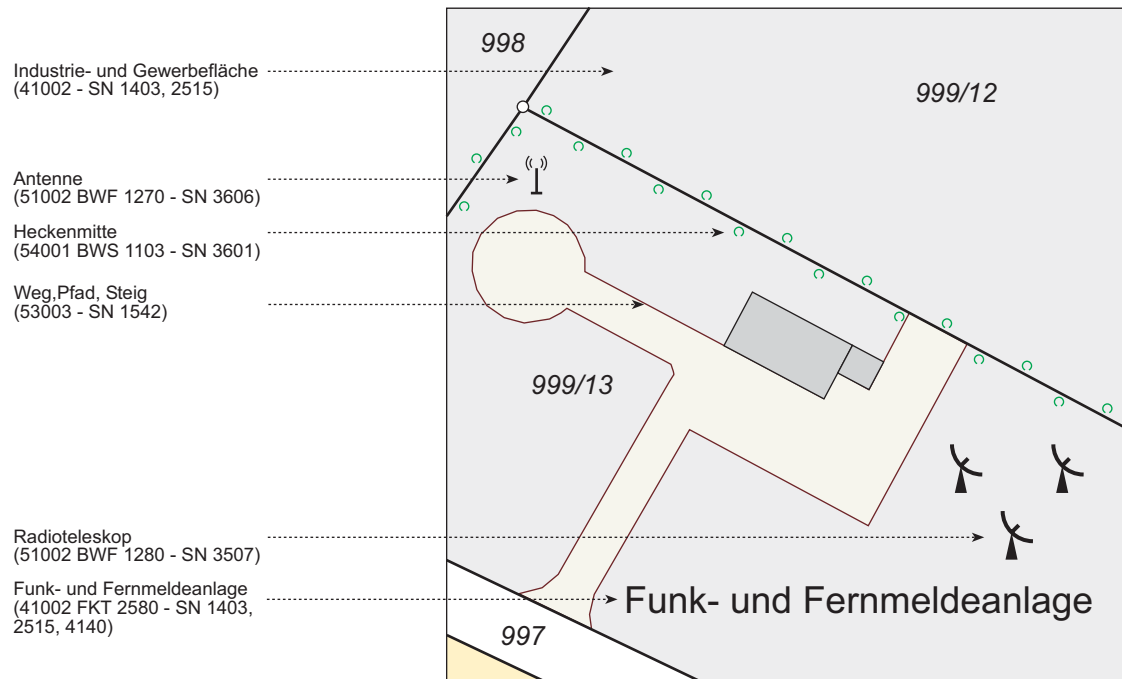 998
Industrie- und Gewerbefläche
(41002 - SN 1403, 2515)
999/12
Antenne
(51002 BWF 1270 - SN 3606)
Heckenmitte
(54001 BWS 1103 - SN 3601)
Weg,Pfad, Steig
(53003 - SN 1542)
999/13
Radioteleskop
(51002 BWF 1280 - SN 3507)
Funk- und Fernmeldeanlage
(41002 FKT 2580 - SN 1403,
2515, 4140)
Funk- und Fernmeldeanlage
997